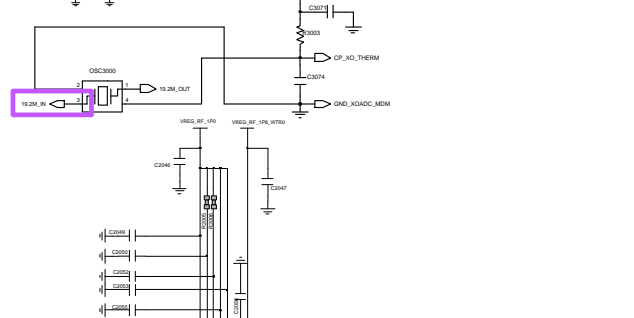 C3071
R3003
CP_XO_THERM
C3074
OSC3000
2
1
19.2M_OUT
19.2M_IN
3
4
GND_XOADC_MDM
VREG_RF_1P0
VREG_RF_1P8_WTR0
C2046
C2047
C2049
C2050
C2052
C2053
C2055